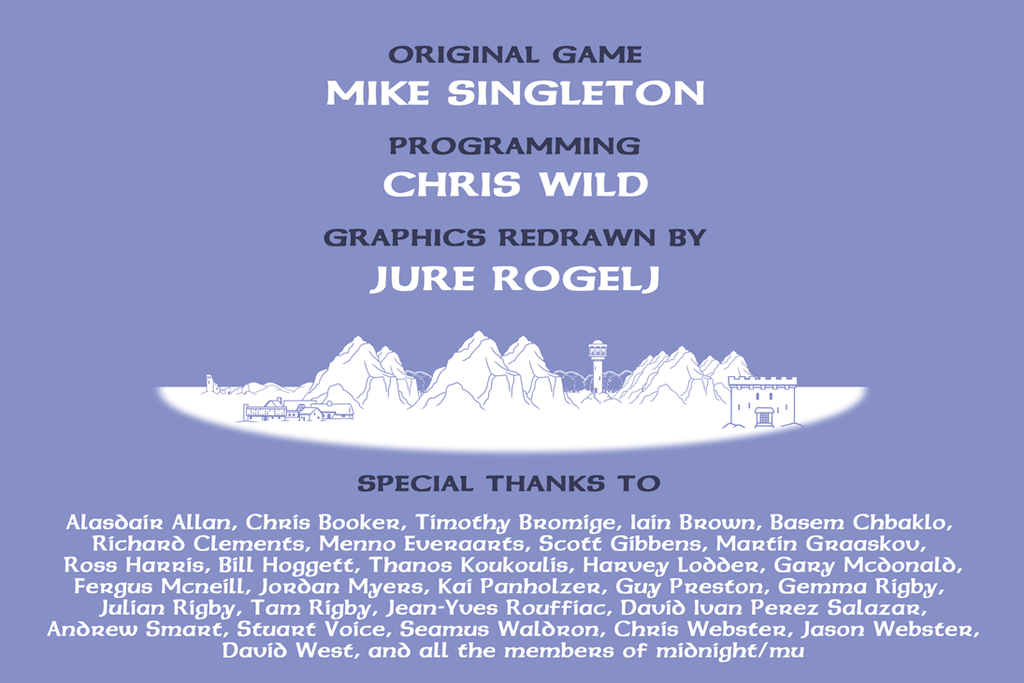 ORIGINAL GAME
MIKE SINGLETON
PROGRAMMING
CHRIS WILD
GRAPHICS REDRAWN BY
JURE ROGELJ
SPECIAL THANKS TO
Alasdair Allan, Chris Booker, Timothy Bromige, Iain Brown, Basem Chbaklo,
Richard Clements, Menno Everaarts, Scott Gibbens, Martin Graaskov,
Ross Harris, Bill Hoggett, Thanos Koukoulis, Harvey Lodder, Gary Mcdonald,
Fergus Mcneill, Jordan Myers, Kai Panholzer, Guy Preston, Gemma Rigby,
Julian Rigby, Tam Rigby, Jean-Yves Rouffiac, David Ivan Perez Salazar,
Andrew Smart, Stuart Voice, Seamus Waldron, Chris Webster, Jason Webster,
David West, and all the members of midnight/mu